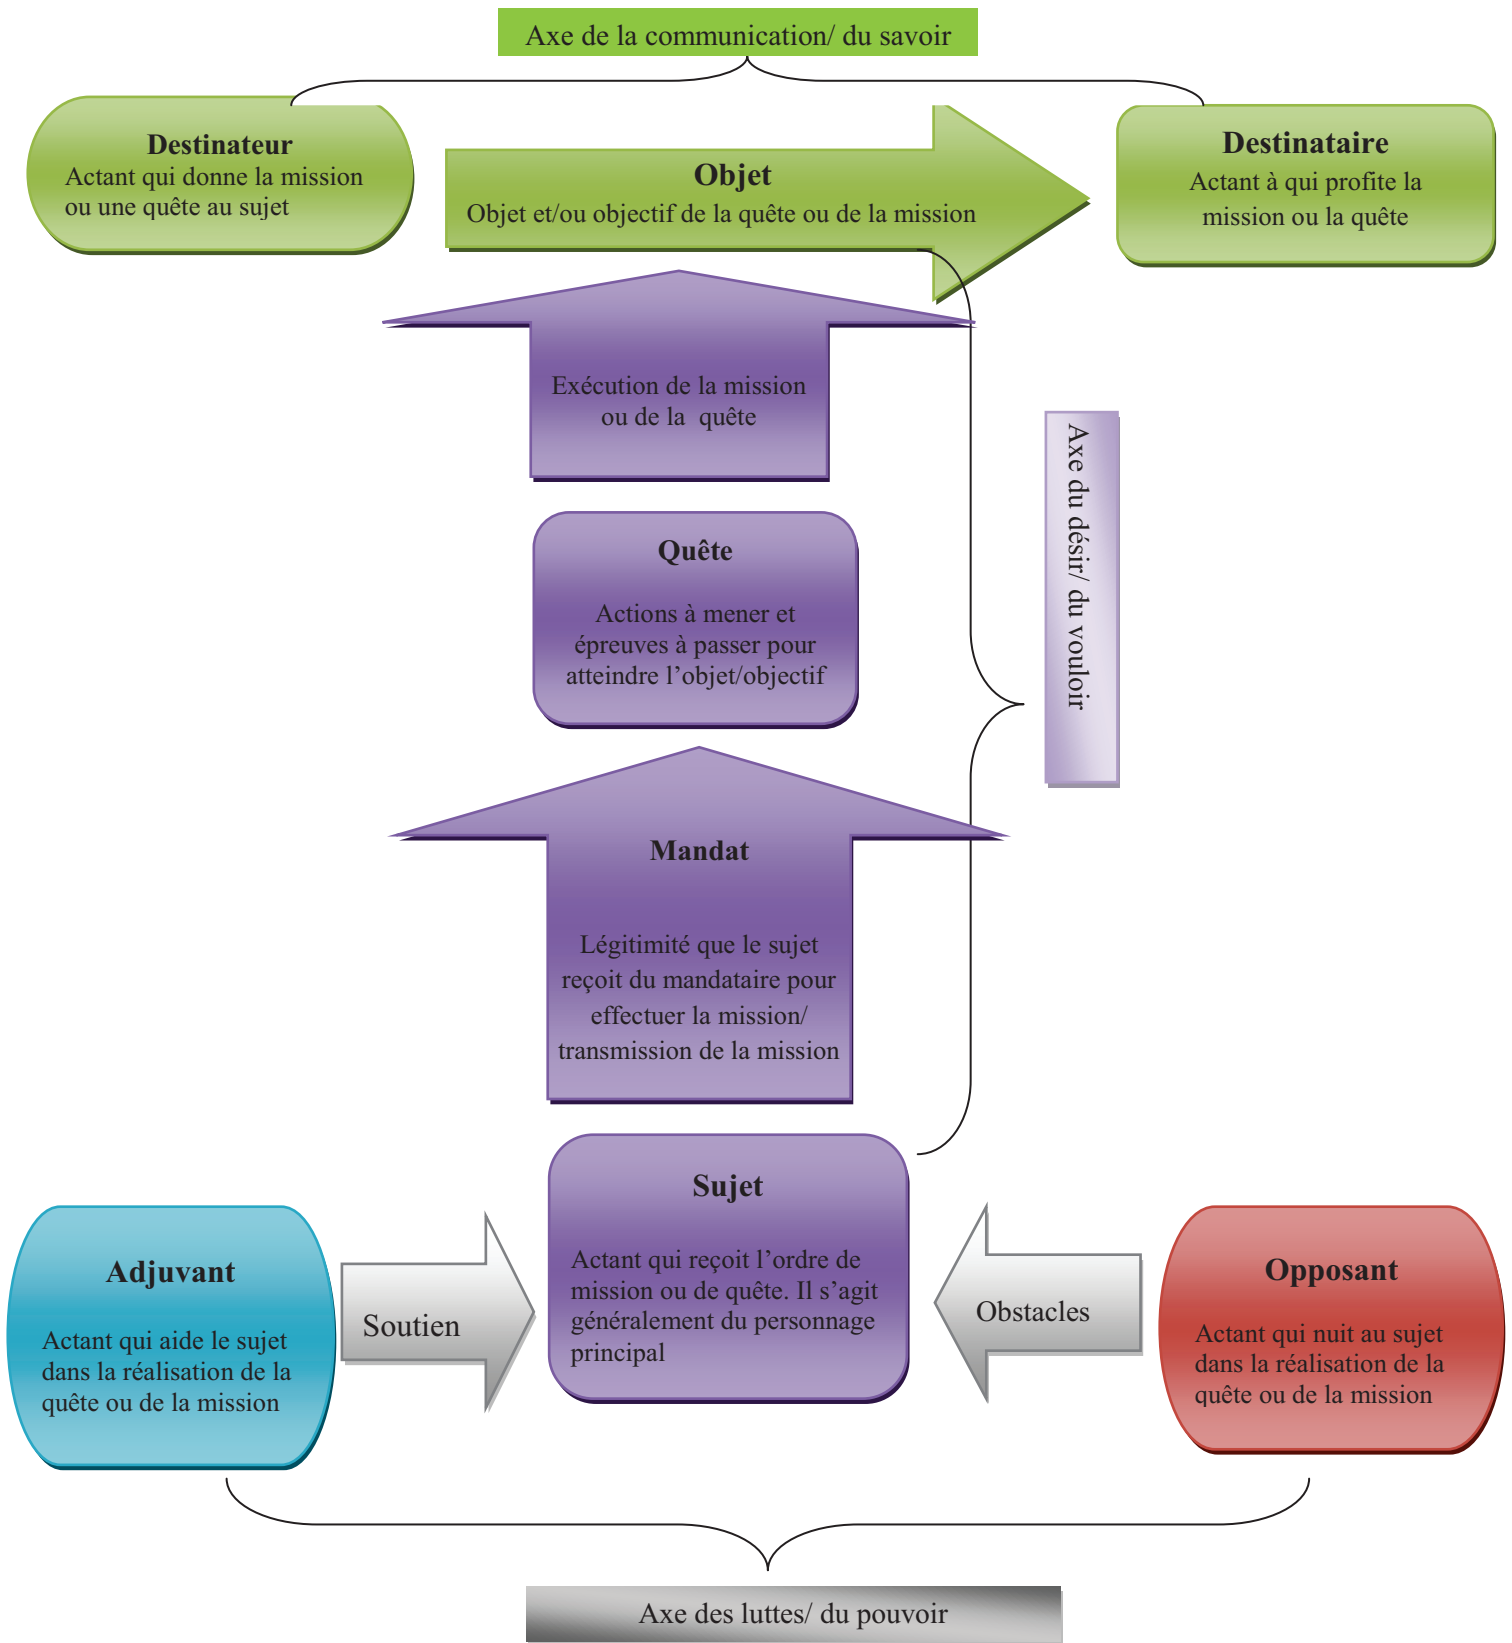 Axe de la communication/ du savoir
Destinateur
Actant qui donne la mission
ou une quête au sujet
Objet
Objet et/ou objectif de la quête ou de la mission
Destinataire
Actant à qui profite la
mission ou la quête
Exécution de la mission
ou de la quête
Axe du désir/ du vouloir
Quête
Actions à mener et
épreuves à passer pour
atteindre l’objet/objectif
Mandat
Légitimité que le sujet
reçoit du mandataire pour
effectuer la mission/
transmission de la mission
Sujet
Actant qui reçoit l’ordre de
mission ou de quête. Il s’agit
généralement du personnage
principal
Adjuvant
Actant qui aide le sujet
dans la réalisation de la
quête ou de la mission
Soutien
Obstacles
Opposant
Actant qui nuit au sujet
dans la réalisation de la
quête ou de la mission
Axe des luttes/ du pouvoir